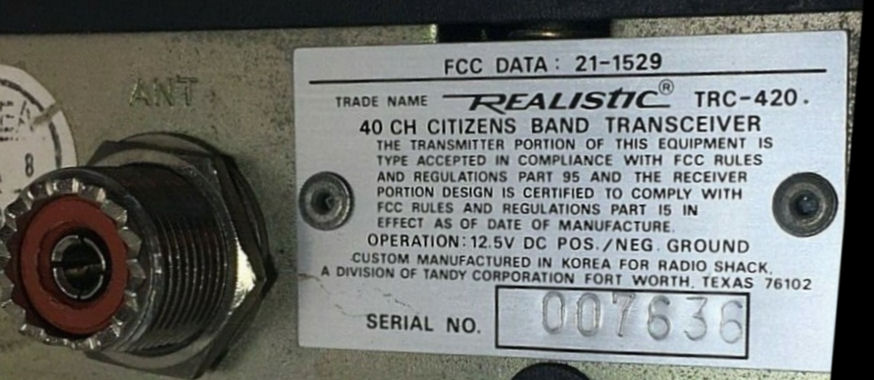 ANT
8
FCC DATA: 21-1529
TRADE NAME REALISTIC® TRC-420.
40 CH CITIZENS BAND TRANSCEIVER
THE TRANSMITTER PORTION OF THIS EQUIPMENT IS
TYPE ACCEPTED IN COMPLIANCE WITH FCC RULES
AND REGULATIONS PART 95 AND THE RECEIVER
PORTION DESIGN IS CERTIFIED TO COMPLY WITH
FCC RULES AND REGULATIONS PART 15 IN
EFFECT AS OF DATE OF MANUFACTURE.
OPERATION: 12.5V DC POS./NEG. GROUND
CUSTOM MANUFACTURED IN KOREA FOR RADIO SHACK,
A DIVISION OF TANDY CORPORATION FORT WORTH, TEXAS 76102
SERIAL NO. 007636